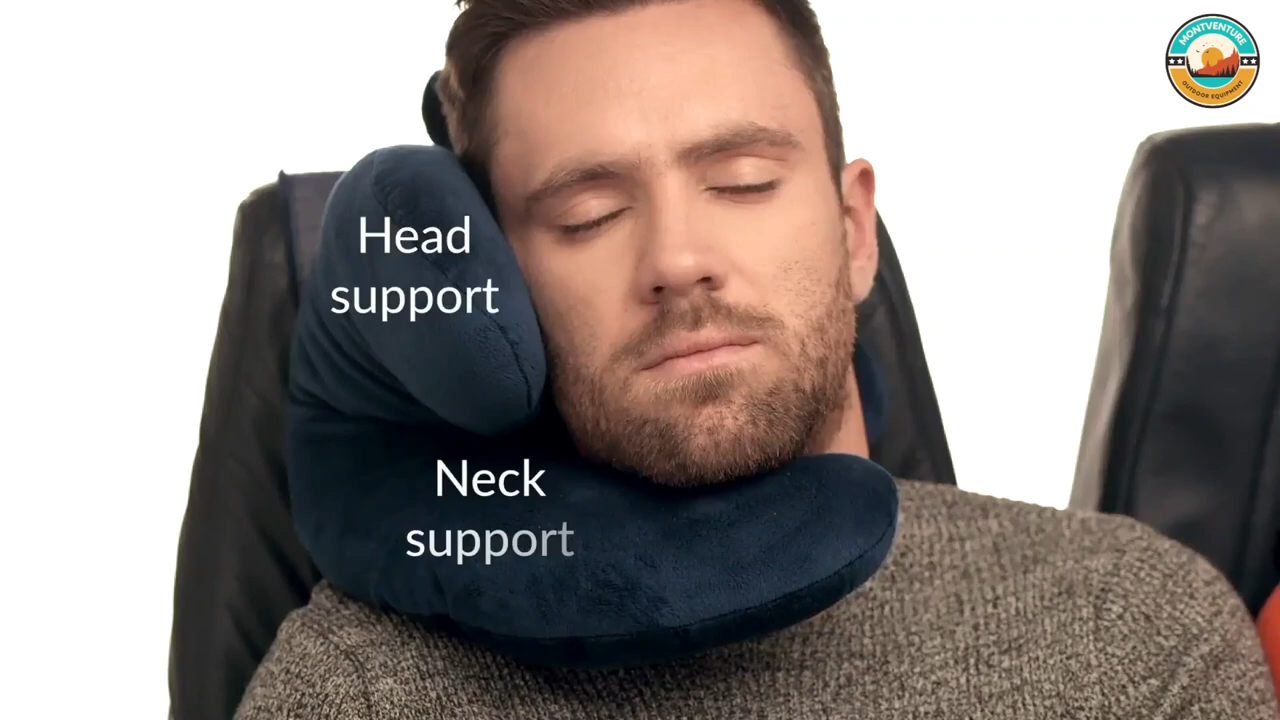 MONTVENTURE
OUTDOOR EQUIPMENT
Head
support
Neck
support